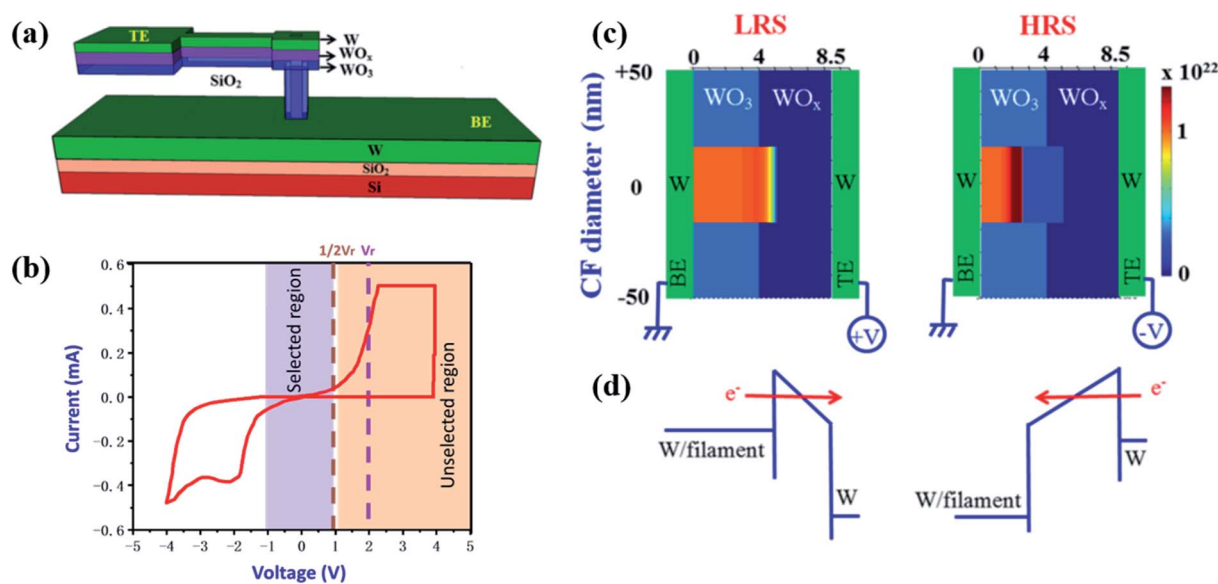 (a)
TE
W
WOx
WO3
SiO2
BE
W
SiO2
Si
(b)
1/2Vr Vr
Selected region
Unselected region
Current (mA)
0.6
0.4
0.2
0.0
-0.2
-0.4
-0.6
-5 -4 -3 -2 -1 0 1 2 3 4 5
Voltage (V)
(c)
LRS
HRS
0 4 8.5
0 4 8.5
CF diameter (nm)
+50
0
-50
WO3 WOx
W
W
BE
TE
+V
WO3 WOx
W
W
BE
TE
-V
x 10²²
1
0
(d)
e-
W/filament
W
e-
W/filament
W